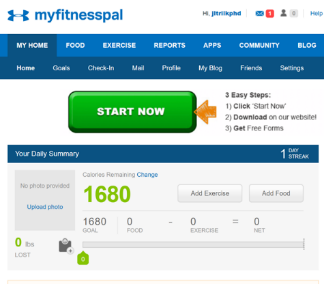 myfitnesspal
Hi, jltrilkphd 1 0 Help
MY HOME FOOD EXERCISE REPORTS APPS COMMUNITY BLOG
Home Goals Check-In Mail Profile My Blog Friends Settings
START NOW
3 Easy Steps:
1) Click 'Start Now'
2) Download on our website!
3) Get Free Forms
Your Daily Summary
1 DAY STREAK
No photo provided
Upload photo
Calories Remaining Change
1680
Add Exercise
Add Food
1680 0 - 0 = 0
GOAL FOOD EXERCISE NET
0 lbs
LOST
0